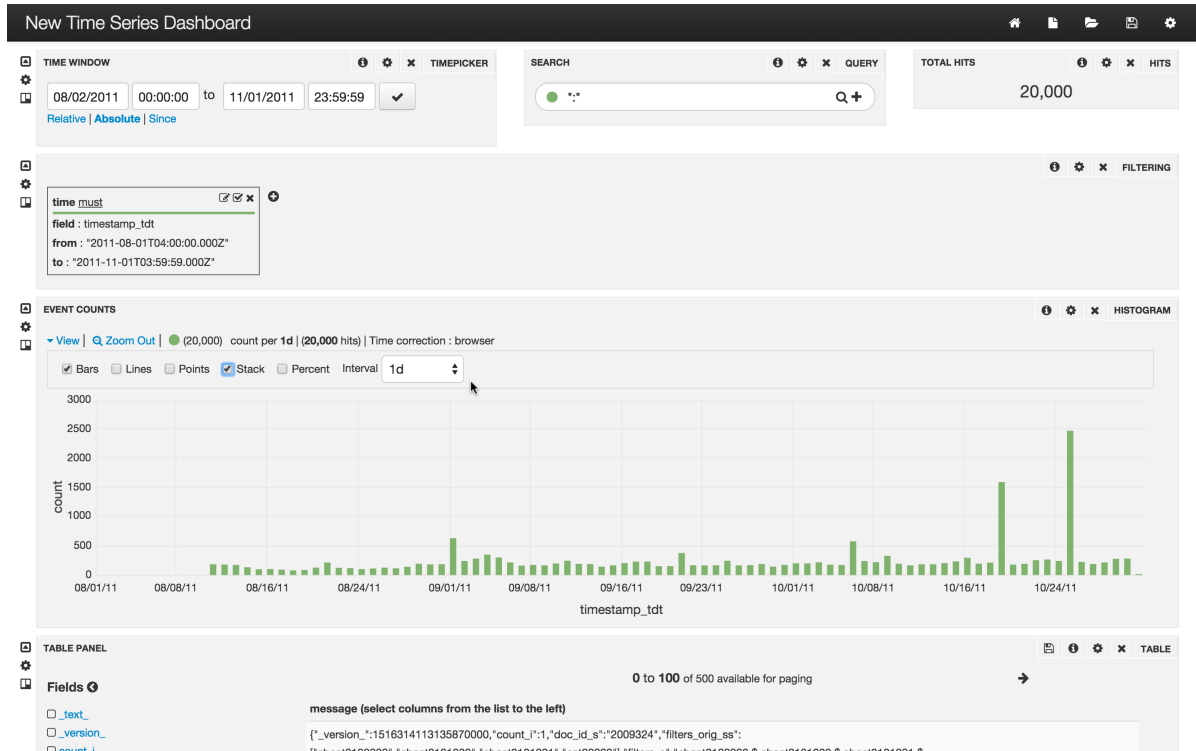 New Time Series Dashboard
TIME WINDOW
TIMEPICKER
08/02/2011 00:00:00 to 11/01/2011 23:59:59
Relative | Absolute | Since
SEARCH
QUERY
*:*
TOTAL HITS
HITS
20,000
FILTERING
time must
field : timestamp_tdt
from : "2011-08-01T04:00:00.000Z"
to : "2011-11-01T03:59:59.000Z"
EVENT COUNTS
HISTOGRAM
View | Zoom Out | (20,000) count per 1d | (20,000 hits) | Time correction : browser
Bars Lines Points Stack Percent Interval 1d
3000
2500
2000
1500
1000
500
0
count
08/01/11 08/08/11 08/16/11 08/24/11 09/01/11 09/08/11 09/16/11 09/23/11 10/01/11 10/08/11 10/16/11 10/24/11
timestamp_tdt
TABLE PANEL
TABLE
Fields
0 to 100 of 500 available for paging
_text_
_version_
count_i
message (select columns from the list to the left)
{"_version_":1516314113135870000,"count_i":1,"doc_id_s":"2009324","filters_orig_ss":